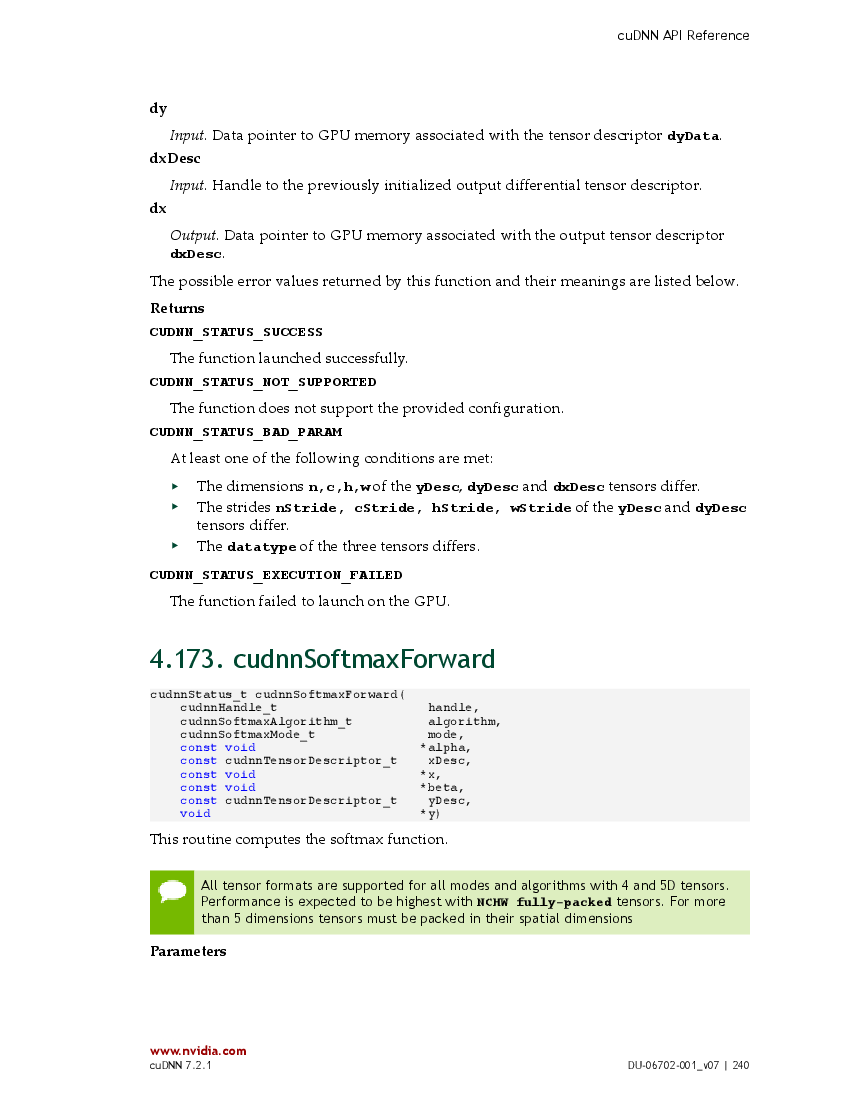 cuDNN API Reference
dy
Input. Data pointer to GPU memory associated with the tensor descriptor dyData.
dxDesc
Input. Handle to the previously initialized output differential tensor descriptor.
dx
Output. Data pointer to GPU memory associated with the output tensor descriptor
dxDesc.
The possible error values returned by this function and their meanings are listed below.
Returns
CUDNN_STATUS_SUCCESS
The function launched successfully.
CUDNN_STATUS_NOT_SUPPORTED
The function does not support the provided configuration.
CUDNN_STATUS_BAD_PARAM
At least one of the following conditions are met:
‣ The dimensions n,c,h,w of the yDesc, dyDesc and dxDesc tensors differ.
‣ The strides nStride, cStride, hStride, wStride of the yDesc and dyDesc
tensors differ.
‣ The datatype of the three tensors differs.
CUDNN_STATUS_EXECUTION_FAILED
The function failed to launch on the GPU.
4.173. cudnnSoftmaxForward
cudnnStatus_t cudnnSoftmaxForward(
cudnnHandle_t handle,
cudnnSoftmaxAlgorithm_t algorithm,
cudnnSoftmaxMode_t mode,
const void *alpha,
const cudnnTensorDescriptor_t xDesc,
const void *x,
const void *beta,
const cudnnTensorDescriptor_t yDesc,
void *y)
This routine computes the softmax function.
All tensor formats are supported for all modes and algorithms with 4 and 5D tensors.
Performance is expected to be highest with NCHW fully-packed tensors. For more
than 5 dimensions tensors must be packed in their spatial dimensions
Parameters
www.nvidia.com
cuDNN 7.2.1 DU-06702-001_v07 | 240